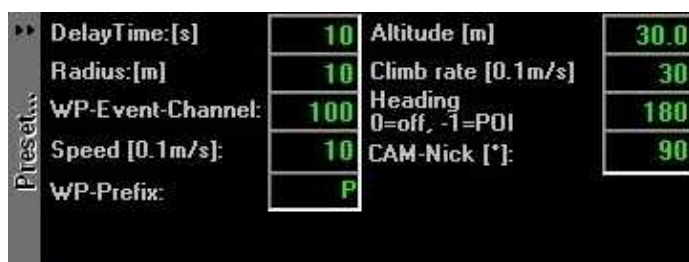 DelayTime:[s] 10 Altitude [m] 30.0
Radius:[m] 10 Climb rate [0.1m/s] 30
WP-Event-Channel: 100 Heading 0=off, -1=POI 180
Speed [0.1m/s]: 10 CAM-Nick [°]: 90
WP-Prefix: P
Preset...